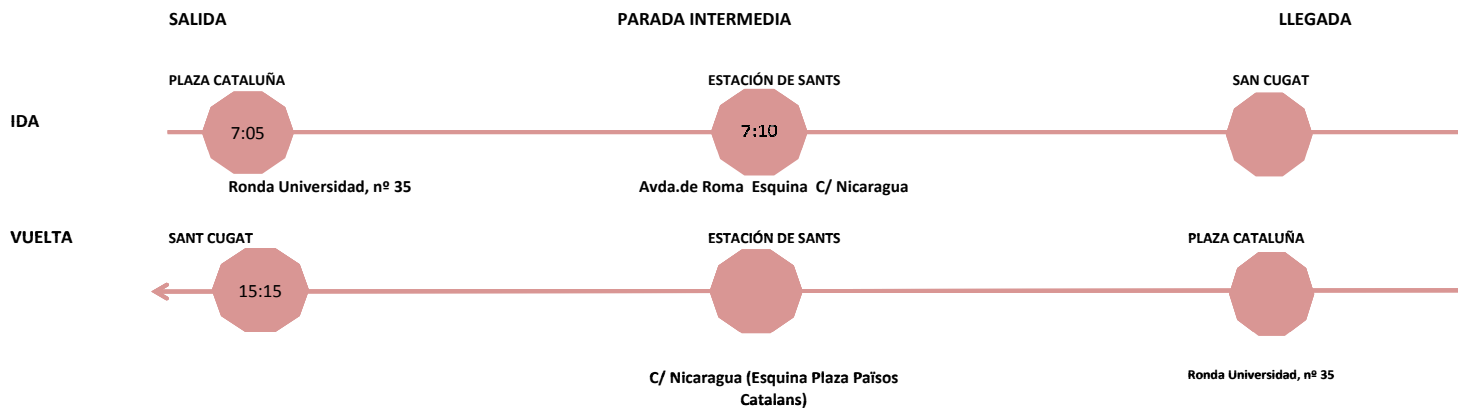 SALIDA PARADA INTERMEDIA LLEGADA
PLAZA CATALUÑA ESTACIÓN DE SANTS SAN CUGAT
IDA
7:05 7:10
Ronda Universidad, nº 35 Avda.de Roma Esquina C/ Nicaragua
VUELTA SANT CUGAT ESTACIÓN DE SANTS PLAZA CATALUÑA
15:15
C/ Nicaragua (Esquina Plaza Països Ronda Universidad, nº 35
Catalans)